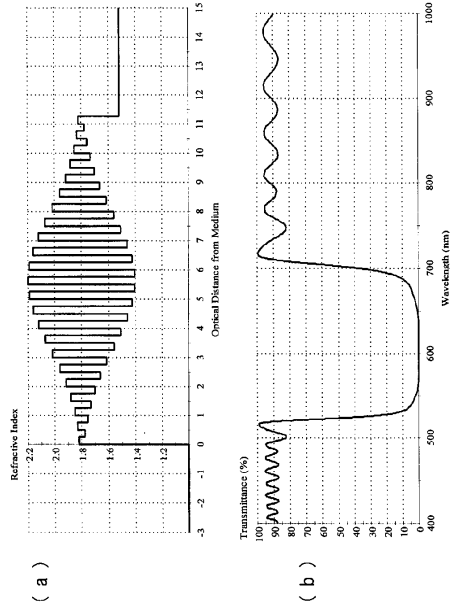 ( a )
Refractive Index
2.2
2.0
1.8
1.6
1.4
-3 -2 -1 0 1 2 3 4 5 6 7 8 9 10 11 12 13 14 15
Optical Distance from Medium
( b )
Transmittance (%)
100
90
80
70
60
50
40
30
20
10
0
400 500 600 700 800 900 1000
Wavelength (nm)